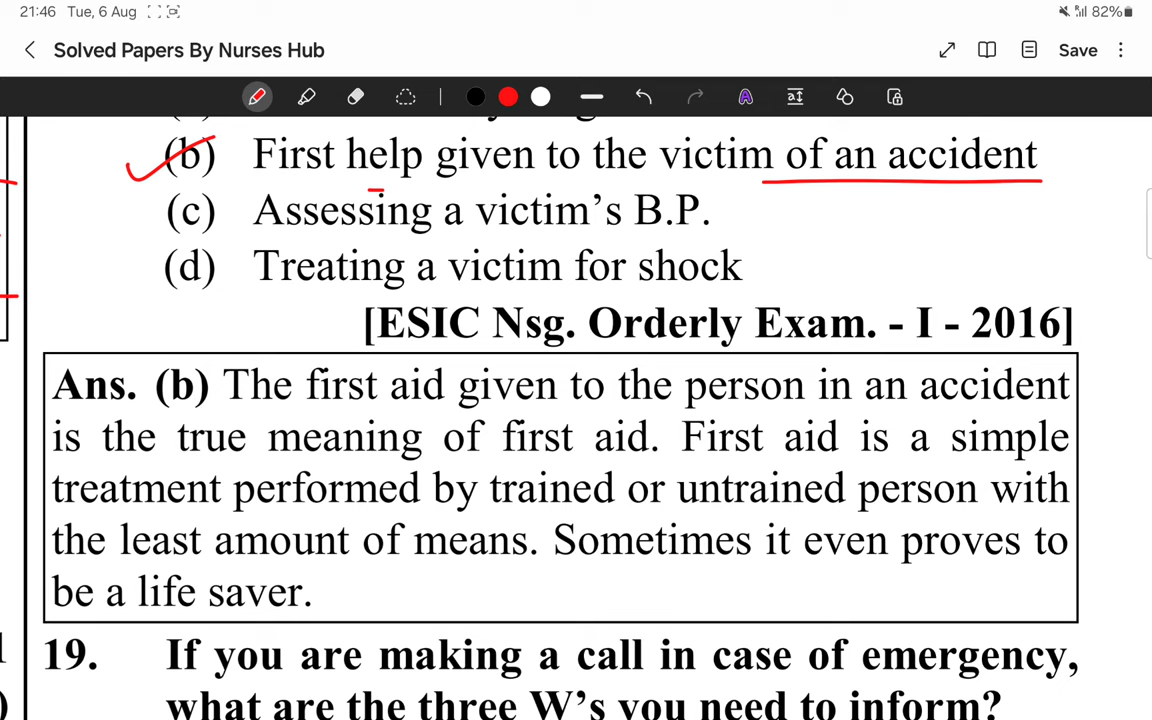 21:46 Tue, 6 Aug 82%
Solved Papers By Nurses Hub Save
(b) First help given to the victim of an accident
(c) Assessing a victim's B.P.
(d) Treating a victim for shock
[ESIC Nsg. Orderly Exam. - I - 2016]
Ans. (b) The first aid given to the person in an accident
is the true meaning of first aid. First aid is a simple
treatment performed by trained or untrained person with
the least amount of means. Sometimes it even proves to
be a life saver.
19. If you are making a call in case of emergency,
what are the three W's you need to inform?